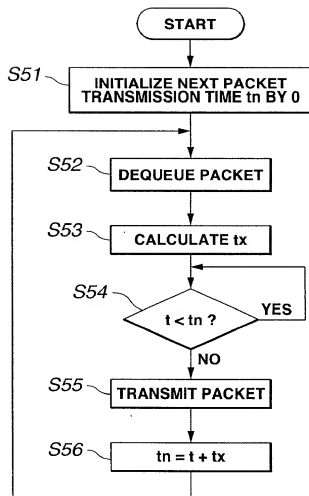 START
S51
INITIALIZE NEXT PACKET
TRANSMISSION TIME tn BY 0
S52
DEQUEUE PACKET
S53
CALCULATE tx
S54
t < tn ?
YES
NO
S55
TRANSMIT PACKET
S56
tn = t + tx